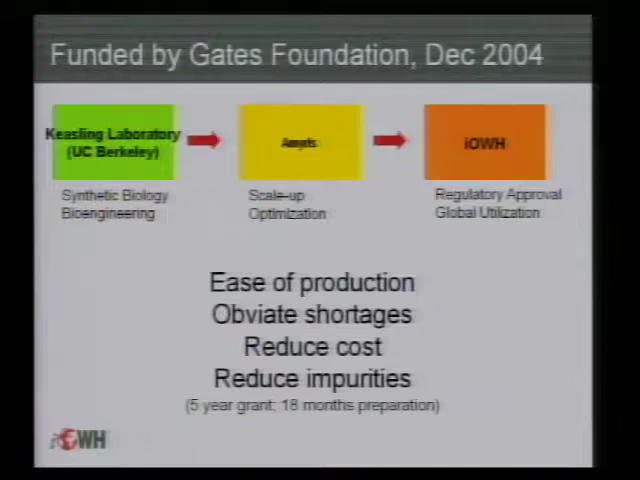 Funded by Gates Foundation, Dec 2004
Keasling Laboratory
(UC Berkeley)
Amyris
iOWH
Synthetic Biology
Bioengineering
Scale-up
Optimization
Regulatory Approval
Global Utilization
Ease of production
Obviate shortages
Reduce cost
Reduce impurities
(5 year grant; 18 months preparation)
iOWH